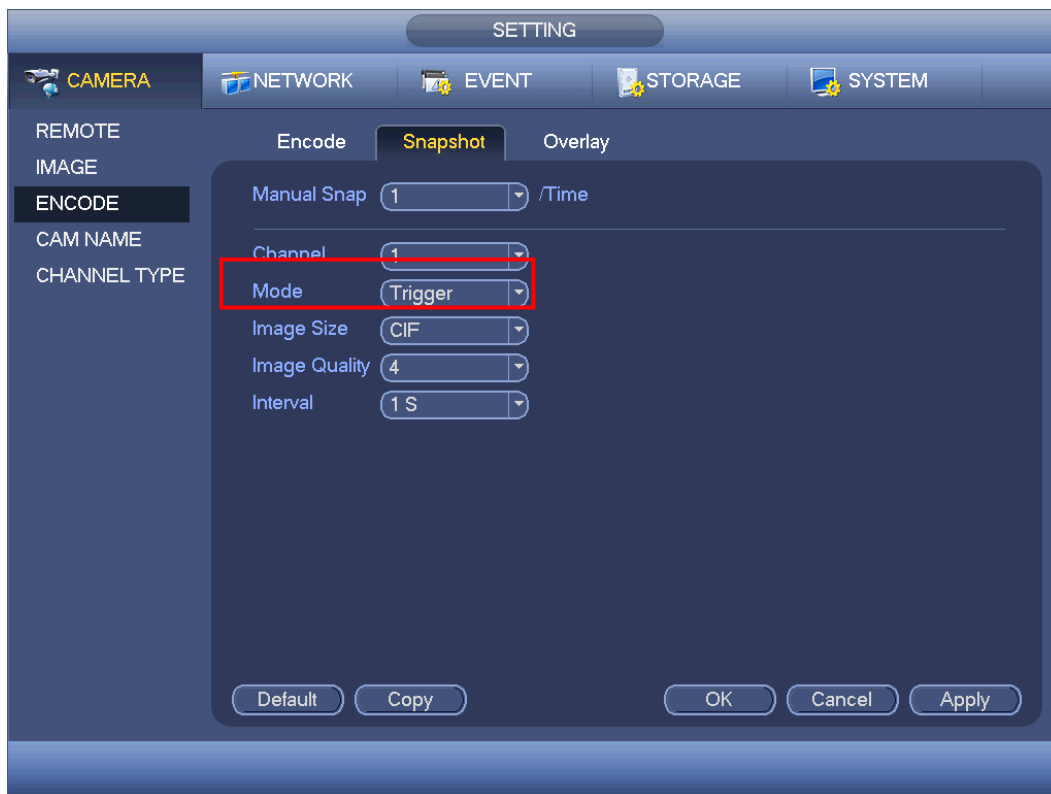 SETTING
CAMERA NETWORK EVENT STORAGE SYSTEM
REMOTE
IMAGE
ENCODE
CAM NAME
CHANNEL TYPE
Encode Snapshot Overlay
Manual Snap 1 /Time
Channel 1
Mode Trigger
Image Size CIF
Image Quality 4
Interval 1 S
Default Copy OK Cancel Apply